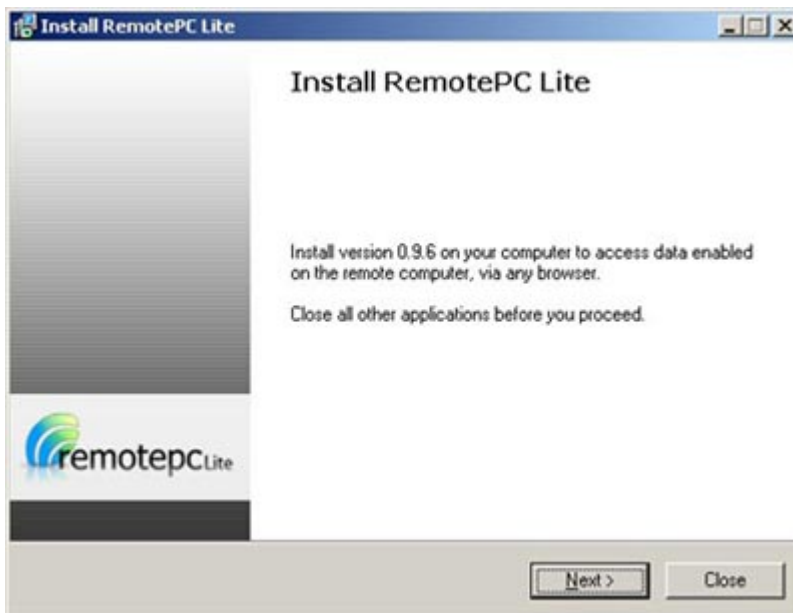 Install RemotePC Lite
Install RemotePC Lite
Install version 0.9.6 on your computer to access data enabled
on the remote computer, via any browser.
Close all other applications before you proceed.
remotepcLite
Next >
Close